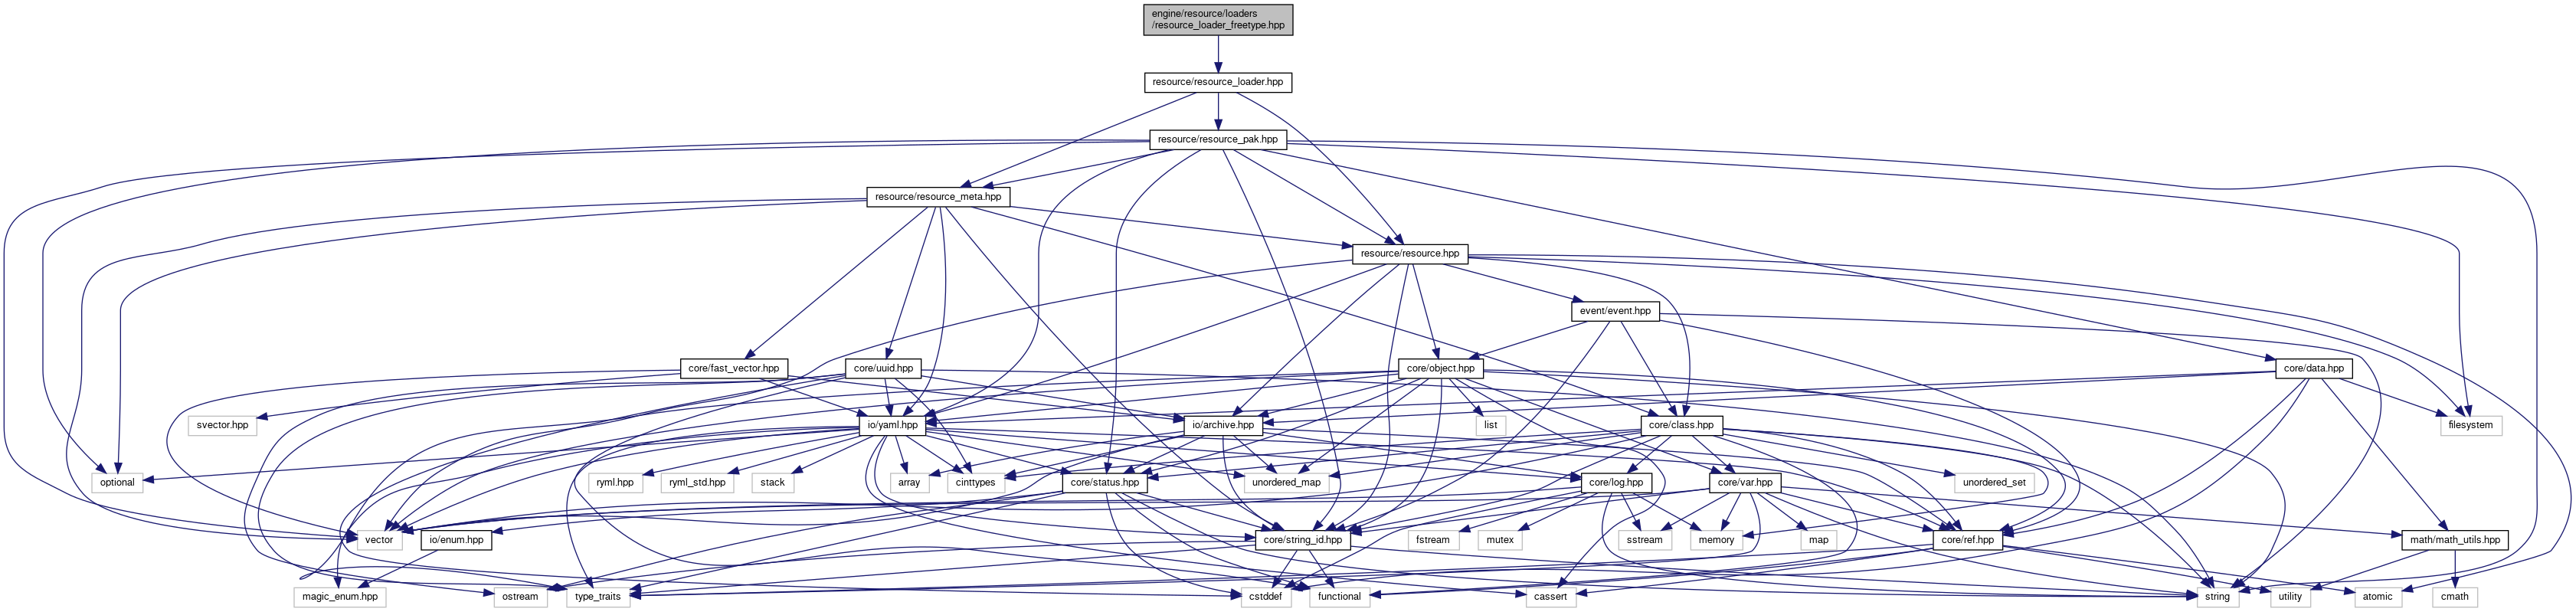 engine/resource/loaders
/resource_loader_freetype.hpp
resource/resource_loader.hpp
resource/resource_pak.hpp
resource/resource_meta.hpp
resource/resource.hpp
event/event.hpp
core/fast_vector.hpp
core/uuid.hpp
core/object.hpp
core/data.hpp
svector.hpp
io/yaml.hpp
io/archive.hpp
list
core/class.hpp
filesystem
optional
ryml.hpp
ryml_std.hpp
stack
array
cinttypes
core/status.hpp
unordered_map
core/log.hpp
core/var.hpp
unordered_set
vector
io/enum.hpp
core/string_id.hpp
fstream
mutex
sstream
memory
map
core/ref.hpp
math/math_utils.hpp
magic_enum.hpp
ostream
type_traits
cstddef
functional
cassert
string
utility
atomic
cmath